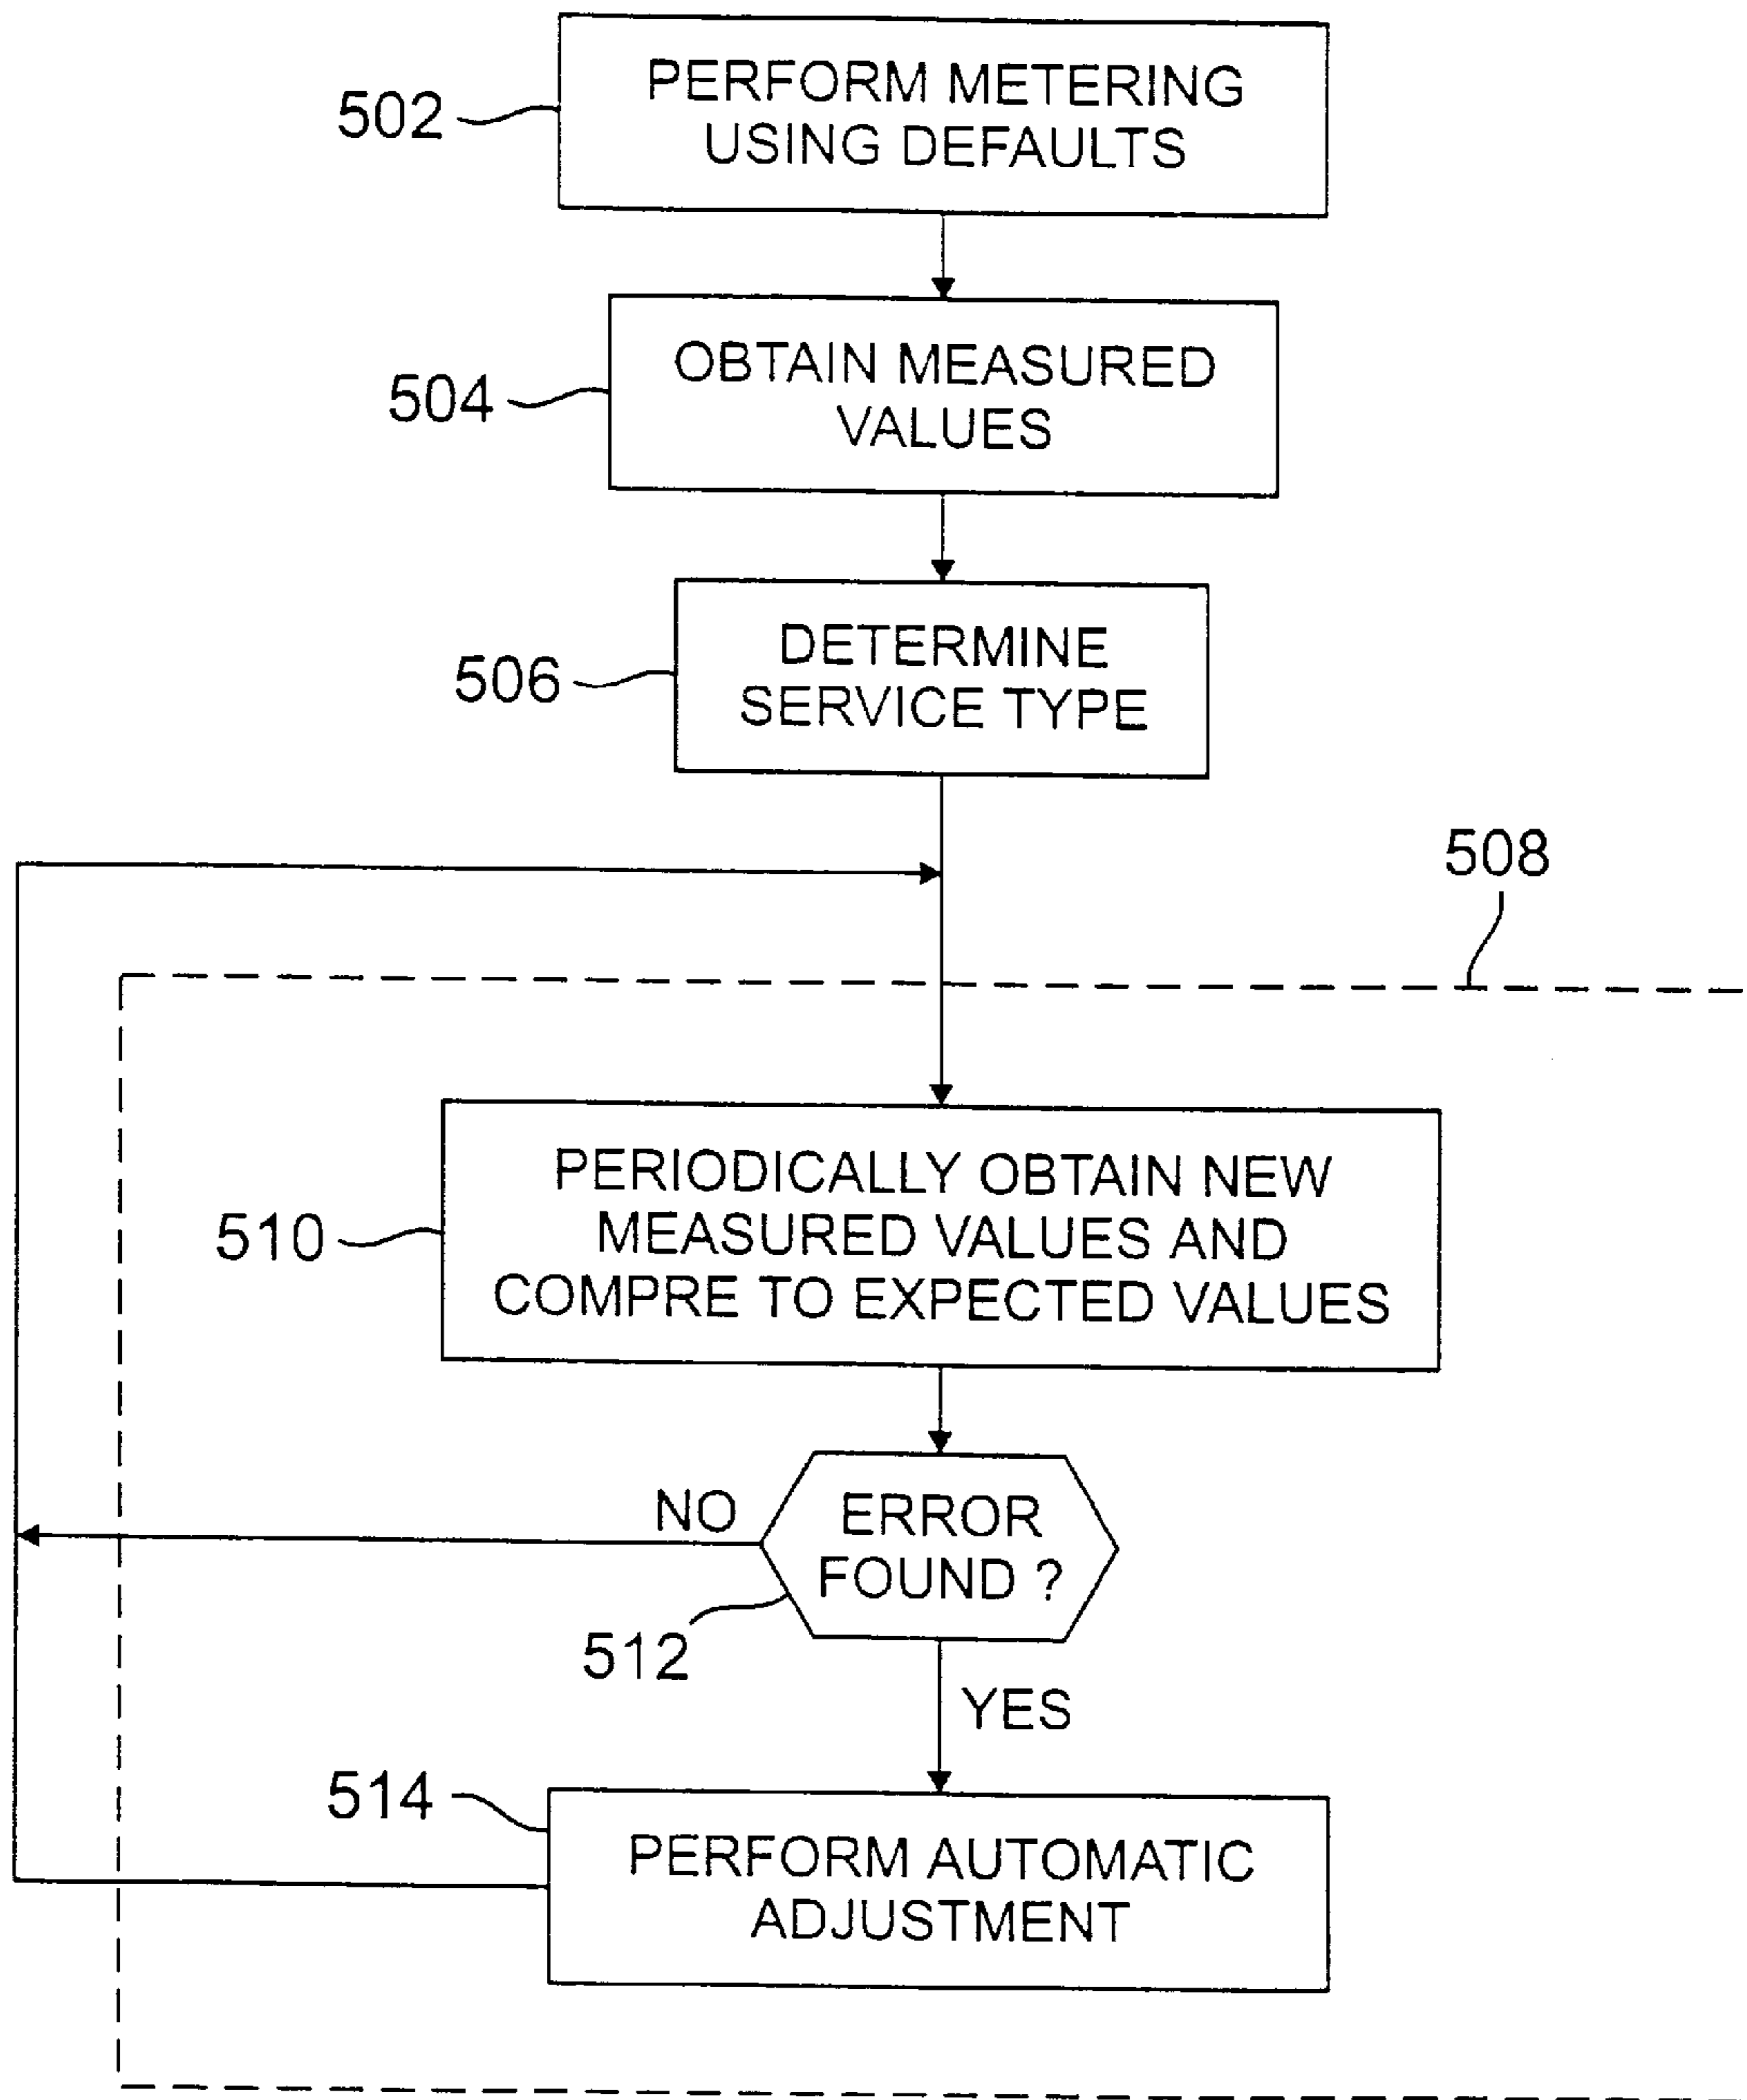 502
PERFORM METERING
USING DEFAULTS
504
OBTAIN MEASURED
VALUES
506
DETERMINE
SERVICE TYPE
508
510
PERIODICALLY OBTAIN NEW
MEASURED VALUES AND
COMPRE TO EXPECTED VALUES
NO
ERROR
FOUND ?
512
YES
514
PERFORM AUTOMATIC
ADJUSTMENT